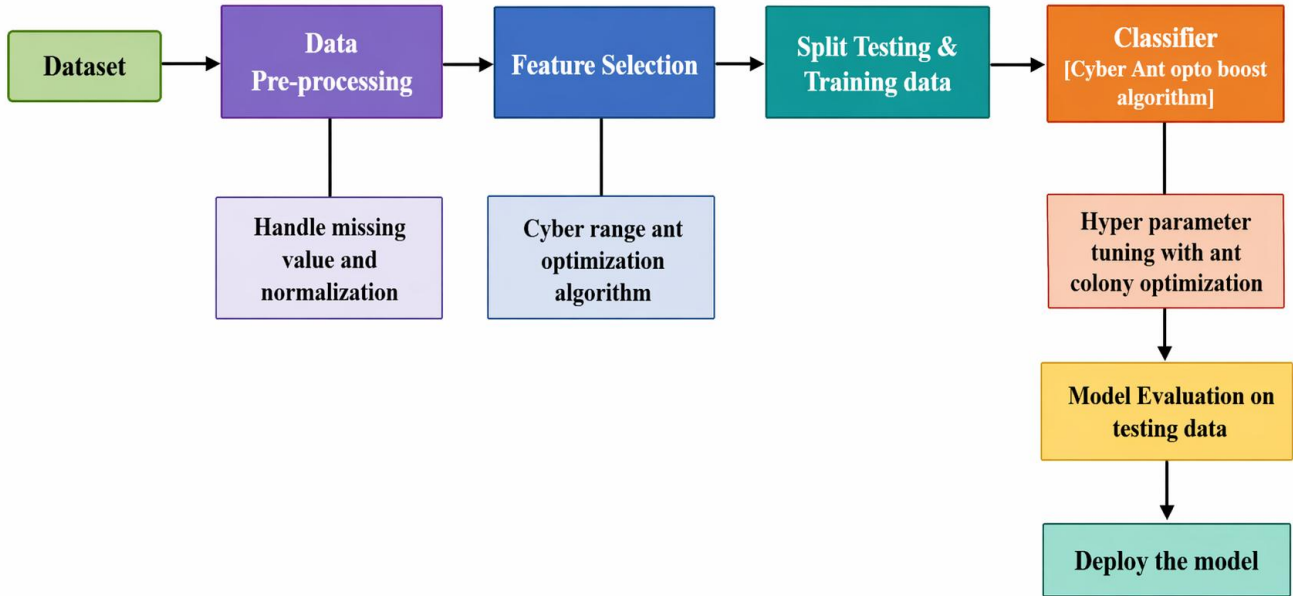 Dataset
Data
Pre-processing
Feature Selection
Split Testing &
Training data
Classifier
[Cyber Ant opto boost
algorithm]
Handle missing
value and
normalization
Cyber range ant
optimization
algorithm
Hyper parameter
tuning with ant
colony optimization
Model Evaluation on
testing data
Deploy the model